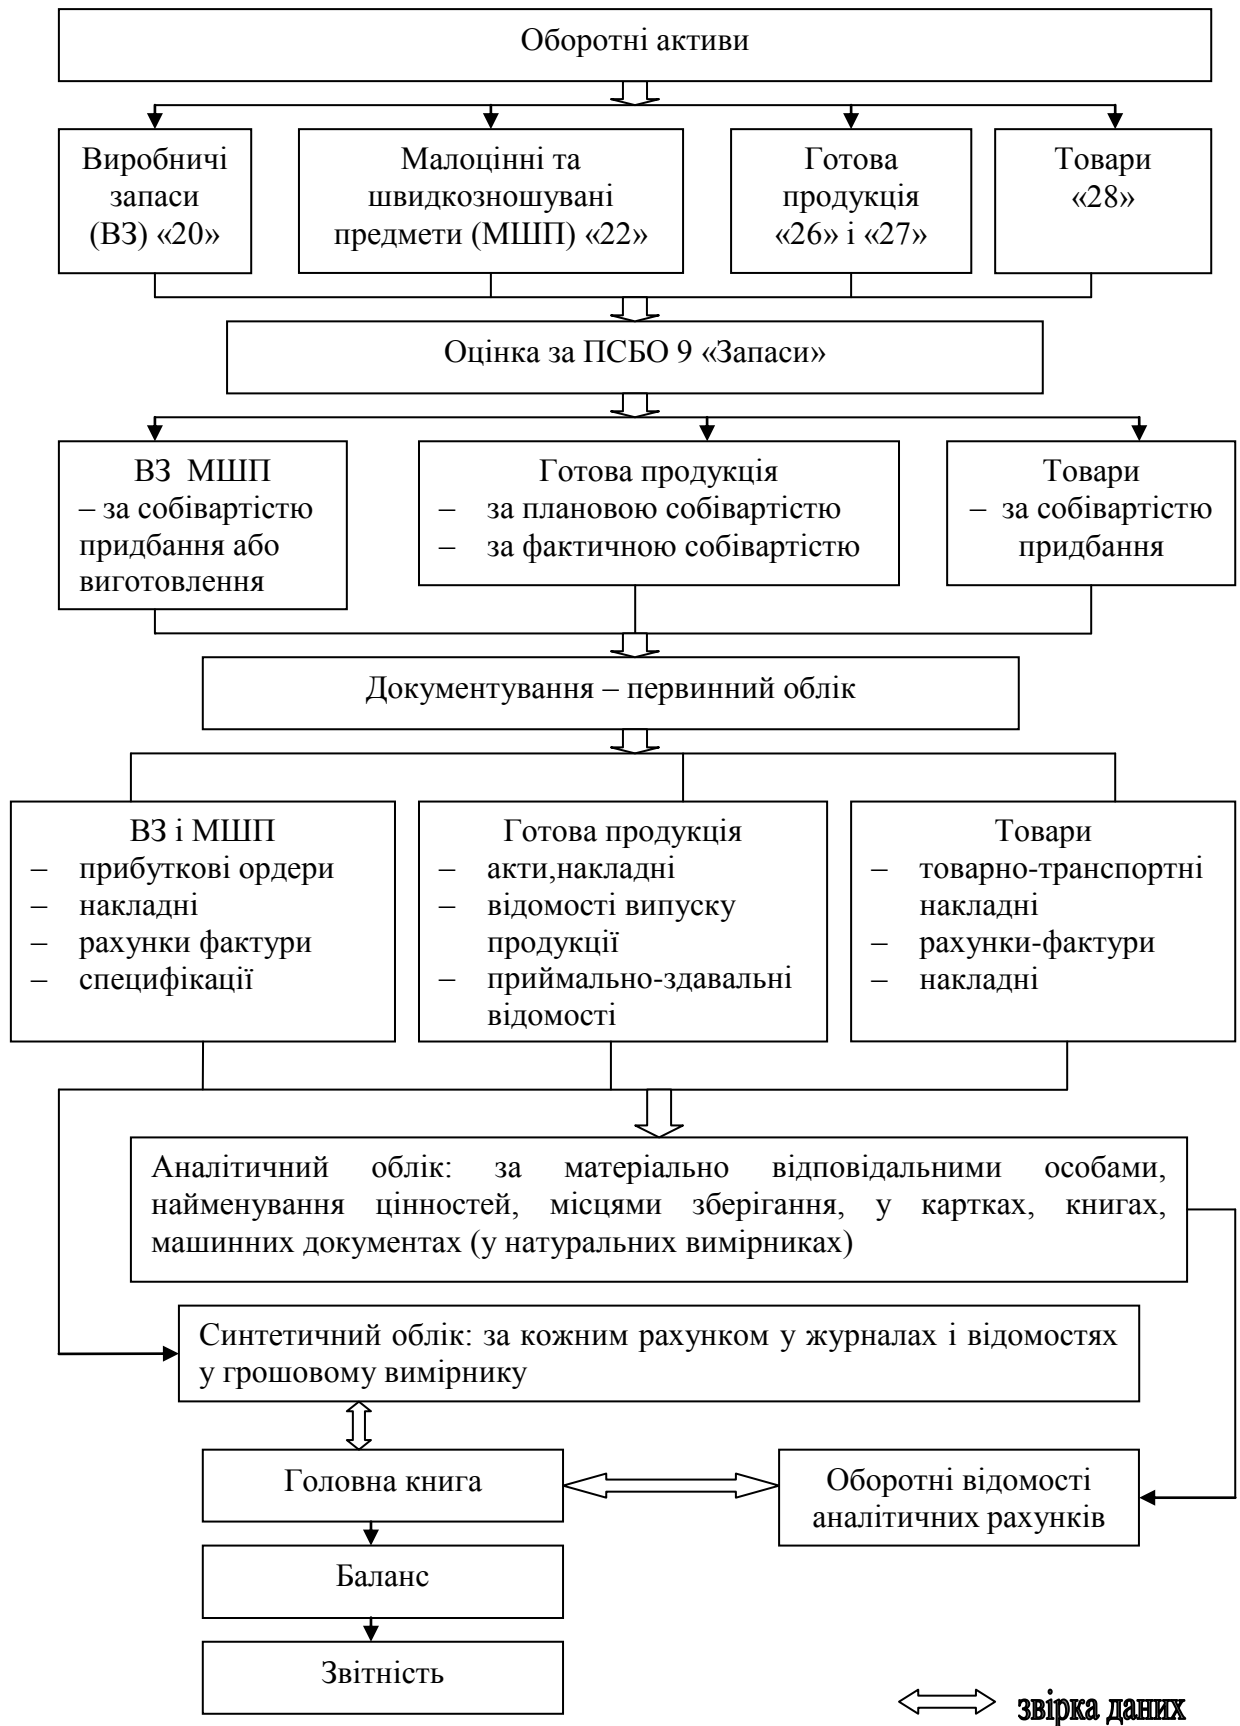 Оборотні активи
Виробничі
запаси
(ВЗ) «20»
Малоцінні та
швидкозношувані
предмети (МШП) «22»
Готова
продукція
«26» і «27»
Товари
«28»
Оцінка за ПСБО 9 «Запаси»
ВЗ МШП
– за собівартістю
придбання або
виготовлення
Готова продукція
– за плановою собівартістю
– за фактичною собівартістю
Товари
– за собівартістю
придбання
Документування – первинний облік
ВЗ і МШП
– прибуткові ордери
– накладні
– рахунки фактури
– специфікації
Готова продукція
– акти,накладні
– відомості випуску
продукції
– приймально-здавальні
відомості
Товари
– товарно-транспортні
накладні
– рахунки-фактури
– накладні
Аналітичний облік: за матеріально відповідальними особами,
найменування цінностей, місцями зберігання, у картках, книгах,
машинних документах (у натуральних вимірниках)
Синтетичний облік: за кожним рахунком у журналах і відомостях
у грошовому вимірнику
Головна книга
Оборотні відомості
аналітичних рахунків
Баланс
Звітність
звірка даних